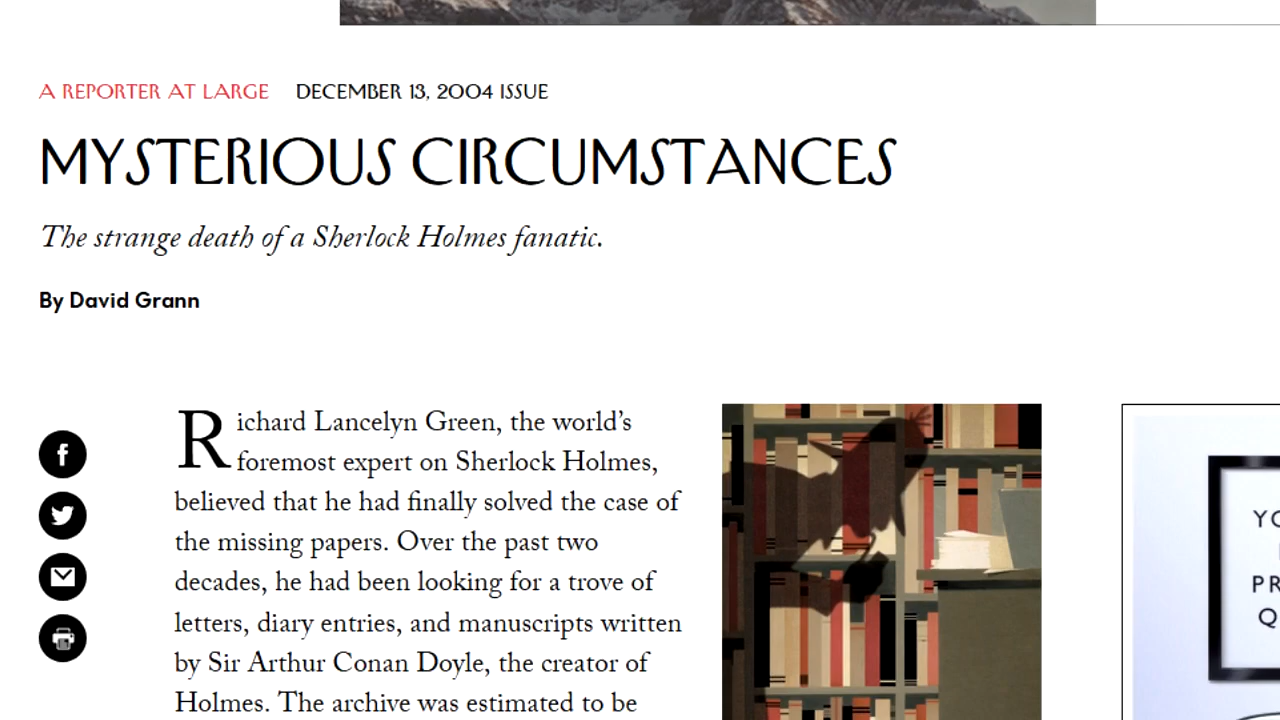 A REPORTER AT LARGE DECEMBER 13, 2004 ISSUE
MYSTERIOUS CIRCUMSTANCES
The strange death of a Sherlock Holmes fanatic.
By David Grann
Richard Lancelyn Green, the world’s
foremost expert on Sherlock Holmes,
believed that he had finally solved the case of
the missing papers. Over the past two
decades, he had been looking for a trove of
letters, diary entries, and manuscripts written
by Sir Arthur Conan Doyle, the creator of
Holmes. The archive was estimated to be